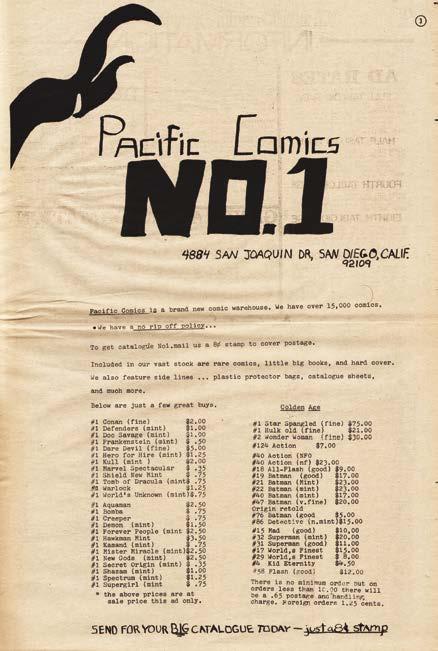 3
Pacific Comics
NO.1
4884 SAN JOAQUIN DR, SAN DIEGO, CALIF.
92109
Pacific Comics is a brand new comic warehouse. We have over 15,000 comics.
•We have a no rip off policy...
To get catalogue No1.mail us a 8¢ stamp to cover postage.
Included in our vast stock are rare comics, little big books, and hard cover.
We also feature side lines ... plastic protector bags, catalogue sheets,
and much more.
Below are just a few great buys.
#1 Conan (fine) $2.00
#1 Defenders (mint) $1.00
#1 Doc Savage (mint) $1.00
#1 Frankenstein (mint) $ .50
#1 Dare Devil (fine) $5.00
#1 Hero for Hire (mint) $1.25
#1 Kull (mint ) $2.00
#1 Marvel Spectacular $ .35
#1 Shield New Mint $ .75
#1 Tomb of Dracula (mint$ .75
Warlock $1.25
#1 World's Unknown (mint)$.75
#1 Aquaman $2.50
#1 Bomba $ .75
#1 Creeper $ .75
#1 Demon (mint) $1.50
#1 Forever People (mint $2.50
#1 Hawkman Mint $3.50
#1 Kamand (mint) $ .75
#1 Mister Miracle (mint)$2.50
#1 New Gods (mint) $2.50
#1 Secret Origin (mint) $ .35
#1 Shazam (mint) $1.00
#1 Spectrum (mint) $1.25
#1 Supergirl (mint $ .75
* the above prices are at
sale price this ad only.
Golden Age
#1 Star Spangled (fine) $75.00
#1 Hulk old (fine) $21.00
#2 Wonder Woman (fine) $30.00
#124 Action $7.00
#40 Action (NFO
#40 Action (nf) $23.00
#18 All-Flash (good) $9.00
#19 Batman (good) $17.00
#21 Batman (Mint) $23.00
#22 Batman (mint) $23.00
#40 Batman (mint) $17.00
#47 Batman (v.fine) $20.00
Origin retold
#76 Batman (good $5.00
#86 Detective (n.mint)$15.00
#15 Mad (good) $10.00
#32 Superman (mint) $20.00
#31 Superman (good) $11.00
#17 World,s Finest $15.00
#29 World,s Finest $ 8.00
#4 Kid Eternity $4.50
#58 Flash (good) $12.00
There is no minimum order but on
orders less than 10.00 there will
be a .65 postage and handling
charge. Foreign orders 1.25 cents.
SEND FOR YOUR BIG CATALOGUE TODAY — just a 8¢ stamp